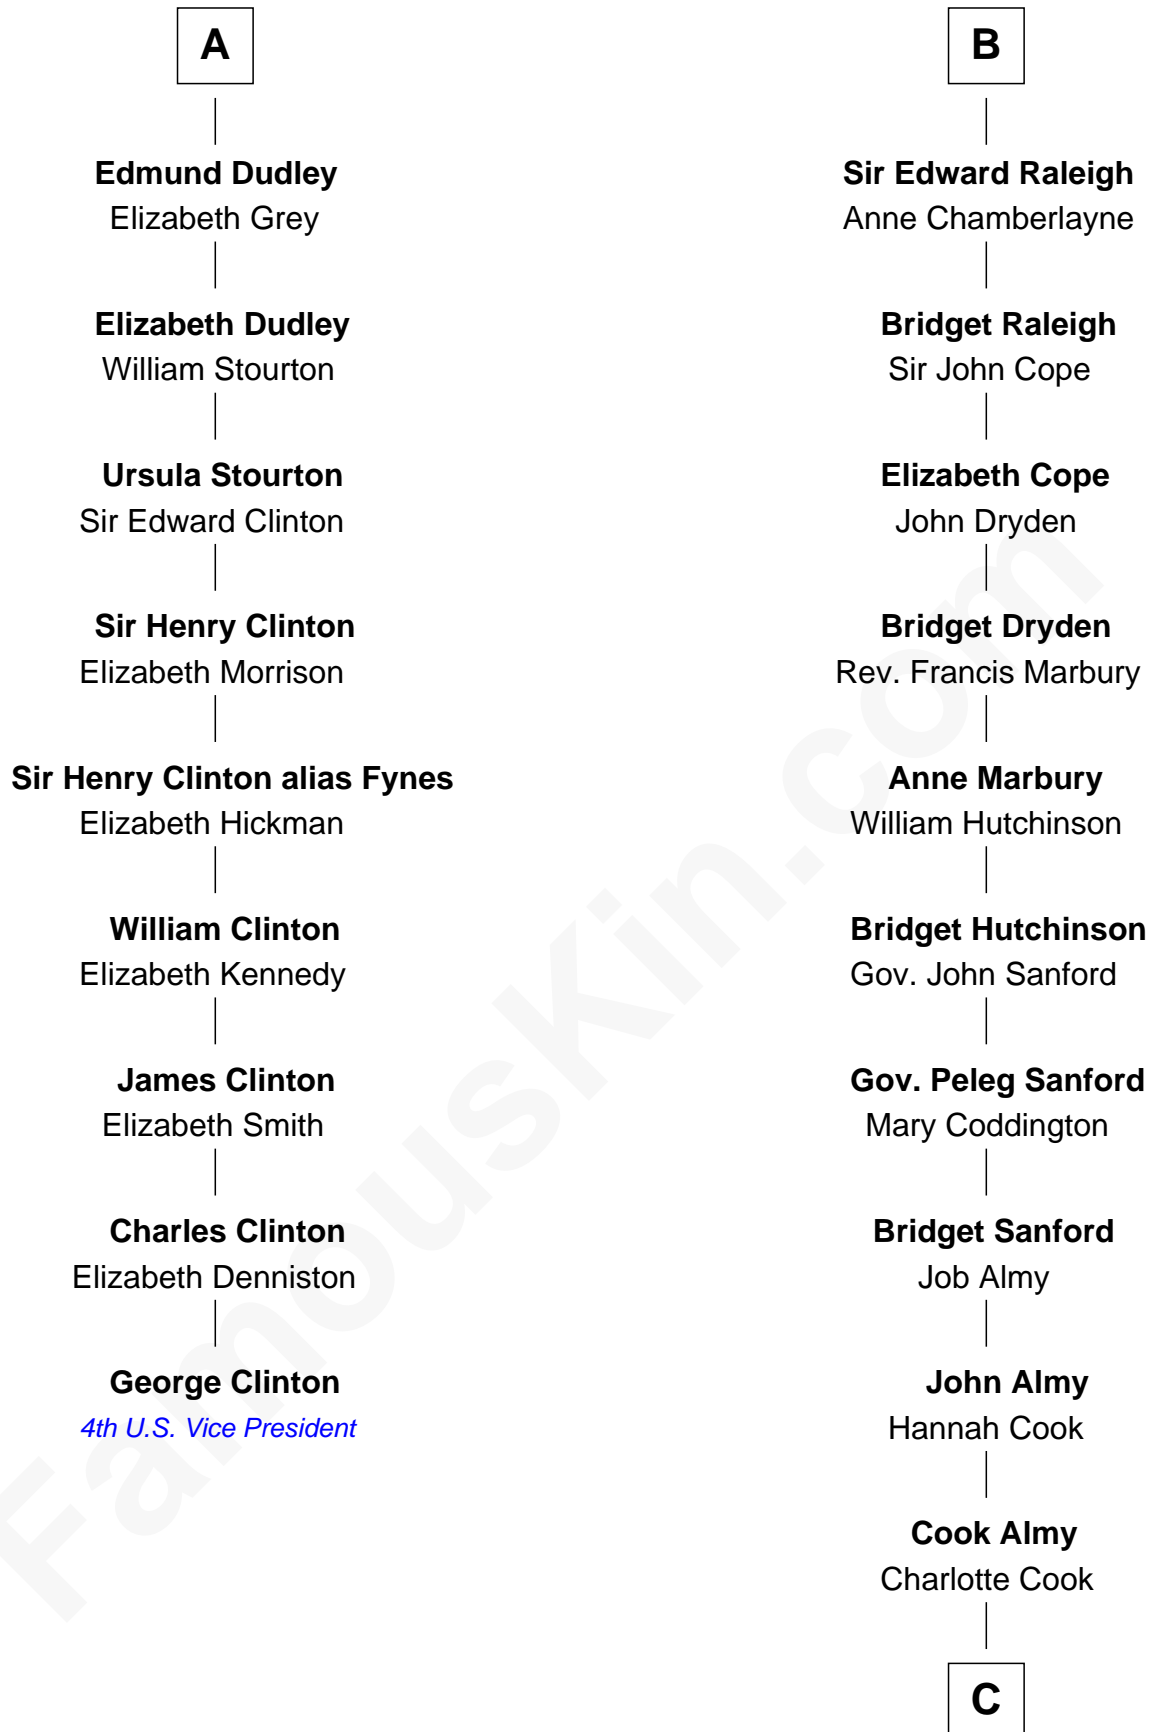 A
Edmund Dudley
Elizabeth Grey
Elizabeth Dudley
William Stourton
Ursula Stourton
Sir Edward Clinton
Sir Henry Clinton
Elizabeth Morrison
Sir Henry Clinton alias Fynes
Elizabeth Hickman
William Clinton
Elizabeth Kennedy
James Clinton
Elizabeth Smith
Charles Clinton
Elizabeth Denniston
George Clinton
4th U.S. Vice President
B
Sir Edward Raleigh
Anne Chamberlayne
Bridget Raleigh
Sir John Cope
Elizabeth Cope
John Dryden
Bridget Dryden
Rev. Francis Marbury
Anne Marbury
William Hutchinson
Bridget Hutchinson
Gov. John Sanford
Gov. Peleg Sanford
Mary Coddington
Bridget Sanford
Job Almy
John Almy
Hannah Cook
Cook Almy
Charlotte Cook
C
FamousKin.com